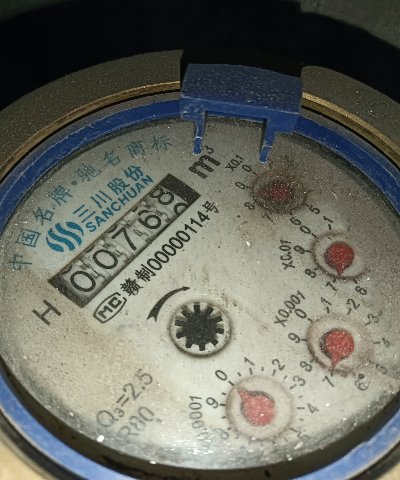 中国名牌·驰名商标
三川股份
SANCHUAN
H 00768 m³
MC 赣制00000114号
Q₃=2.5
R80
X0.1
X0.01
X0.001
X0.0001